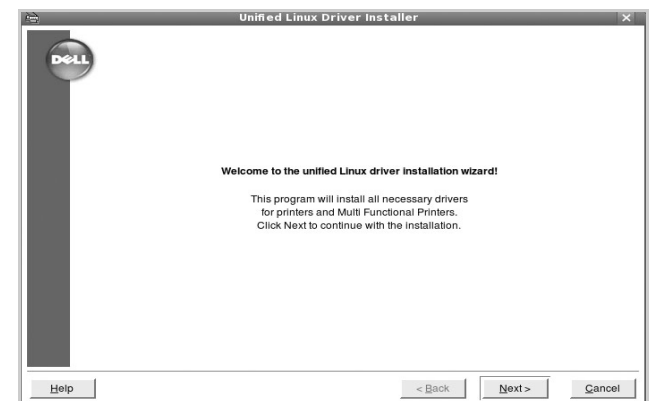 Unified Linux Driver Installer
DELL
Welcome to the unified Linux driver installation wizard!
This program will install all necessary drivers
for printers and Multi Functional Printers.
Click Next to continue with the installation.
Help
< Back
Next >
Cancel